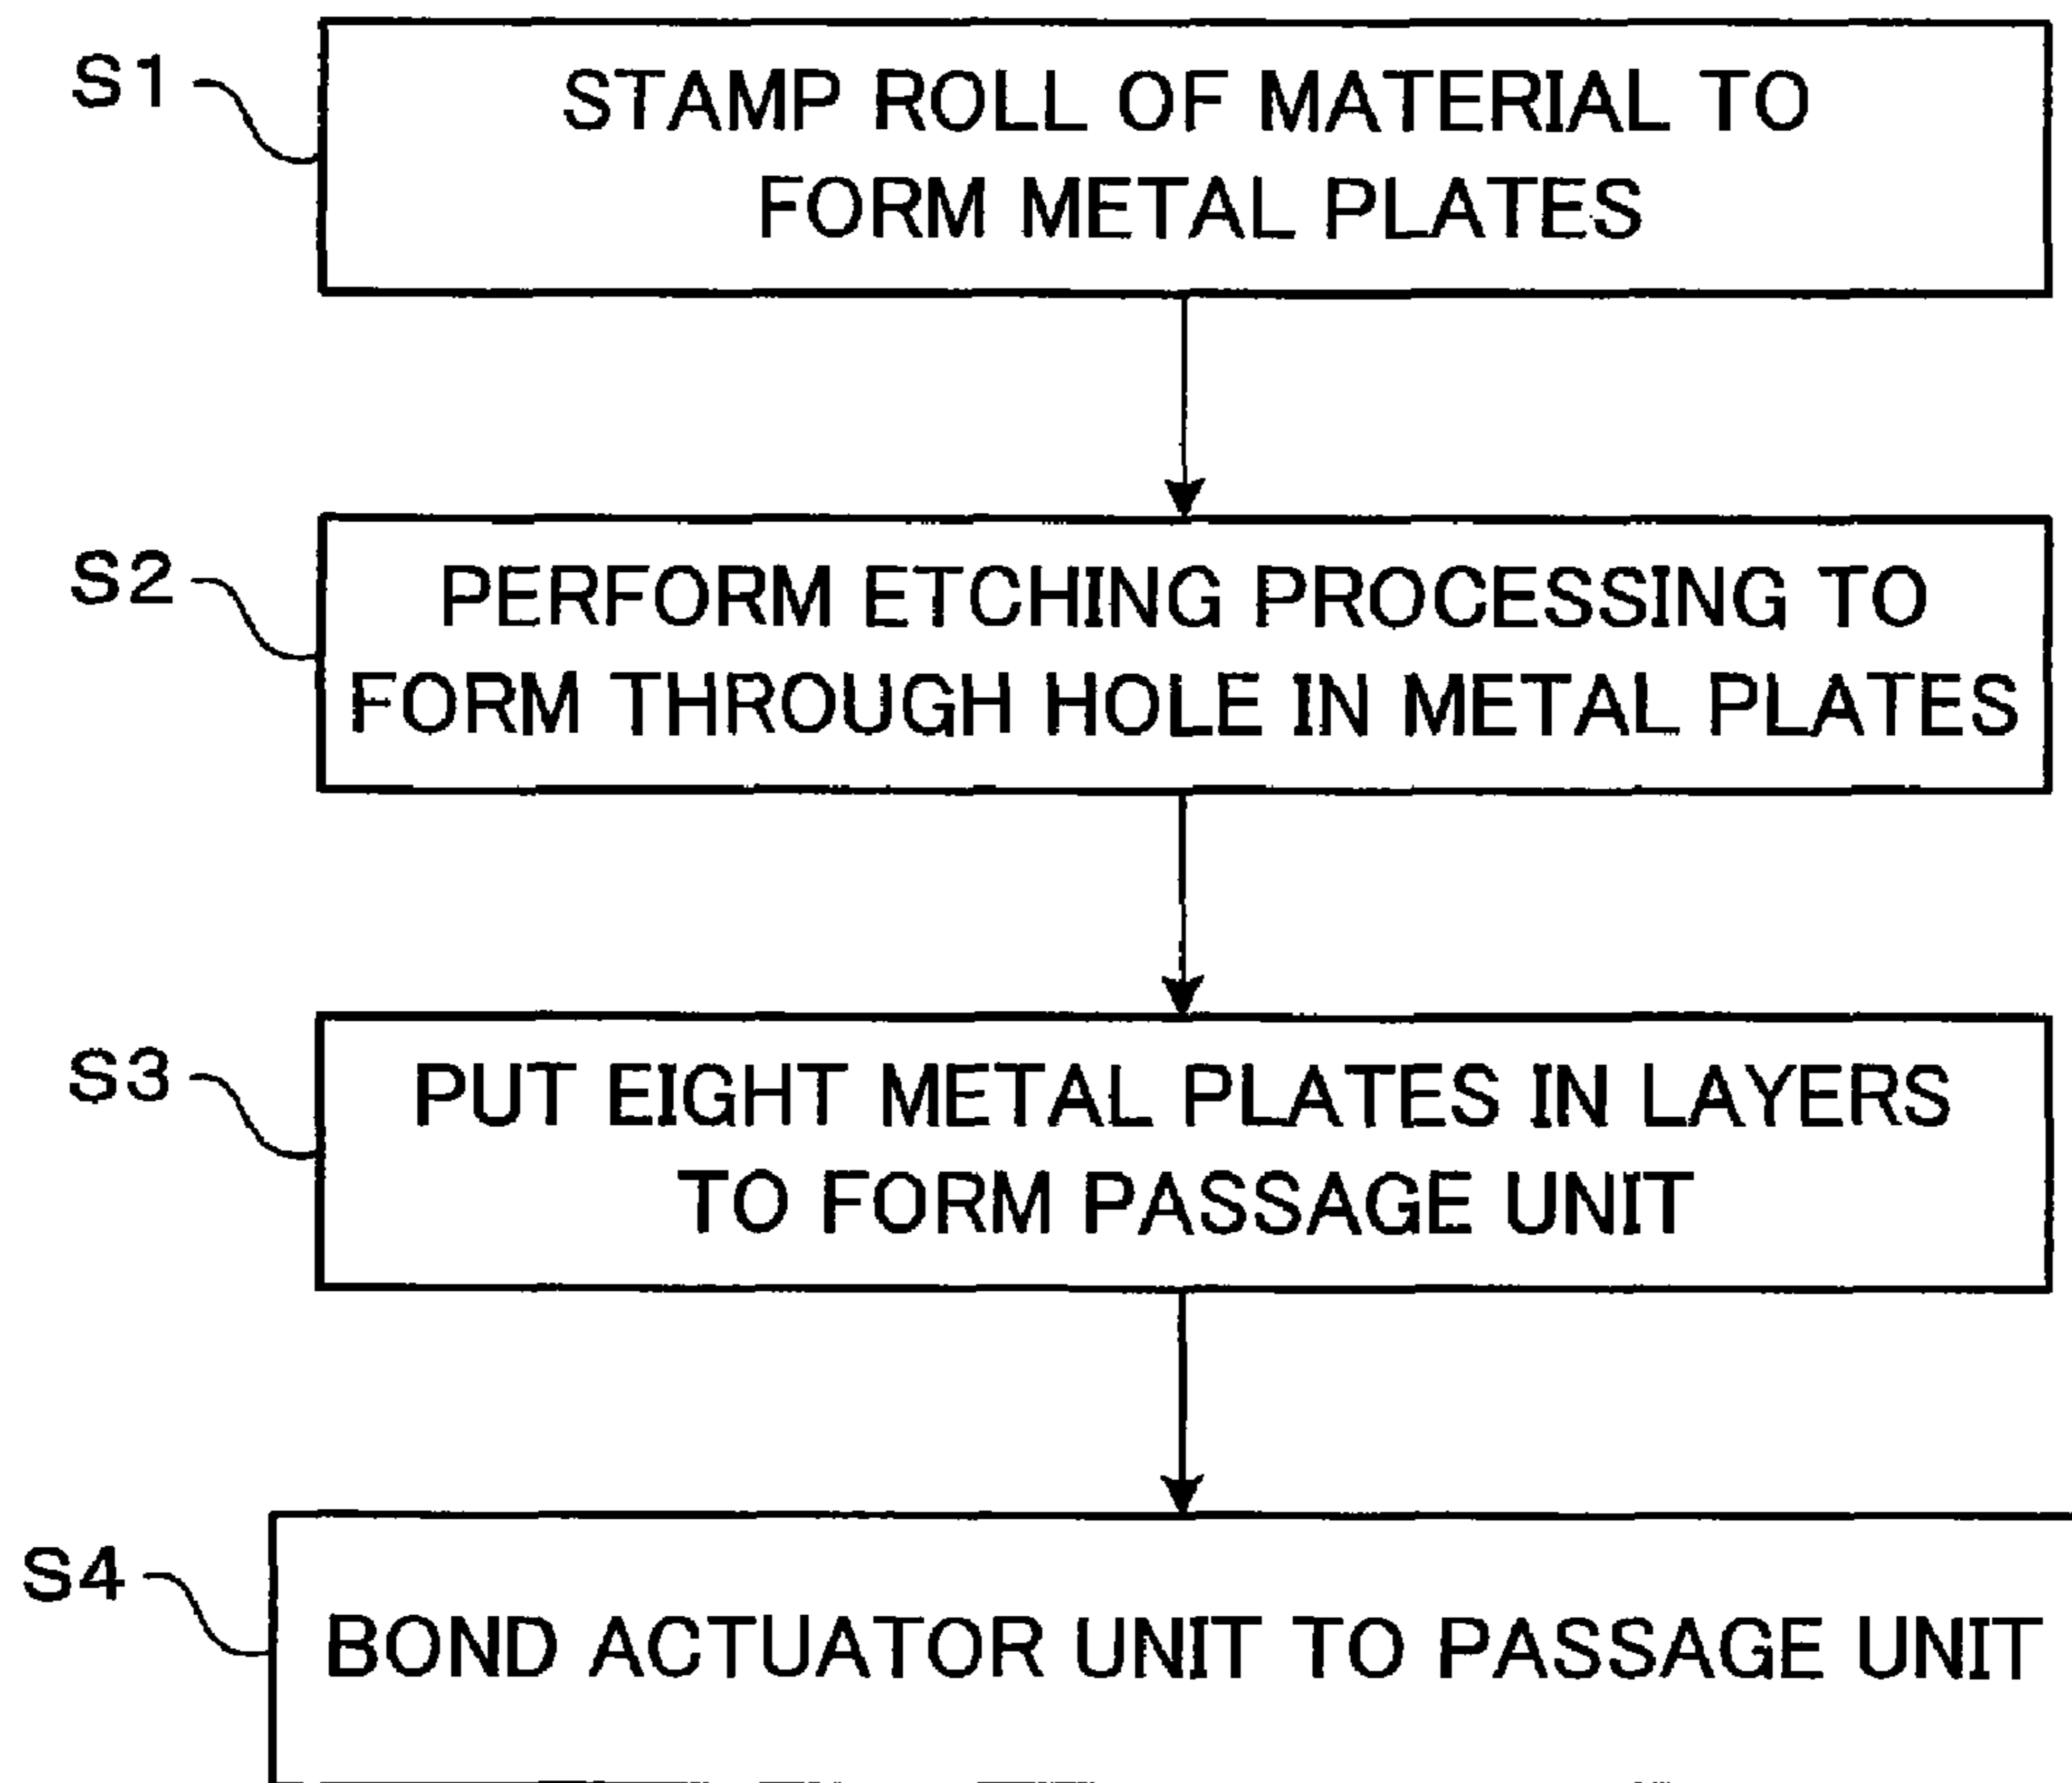 S1
STAMP ROLL OF MATERIAL TO
FORM METAL PLATES
S2
PERFORM ETCHING PROCESSING TO
FORM THROUGH HOLE IN METAL PLATES
S3
PUT EIGHT METAL PLATES IN LAYERS
TO FORM PASSAGE UNIT
S4
BOND ACTUATOR UNIT TO PASSAGE UNIT